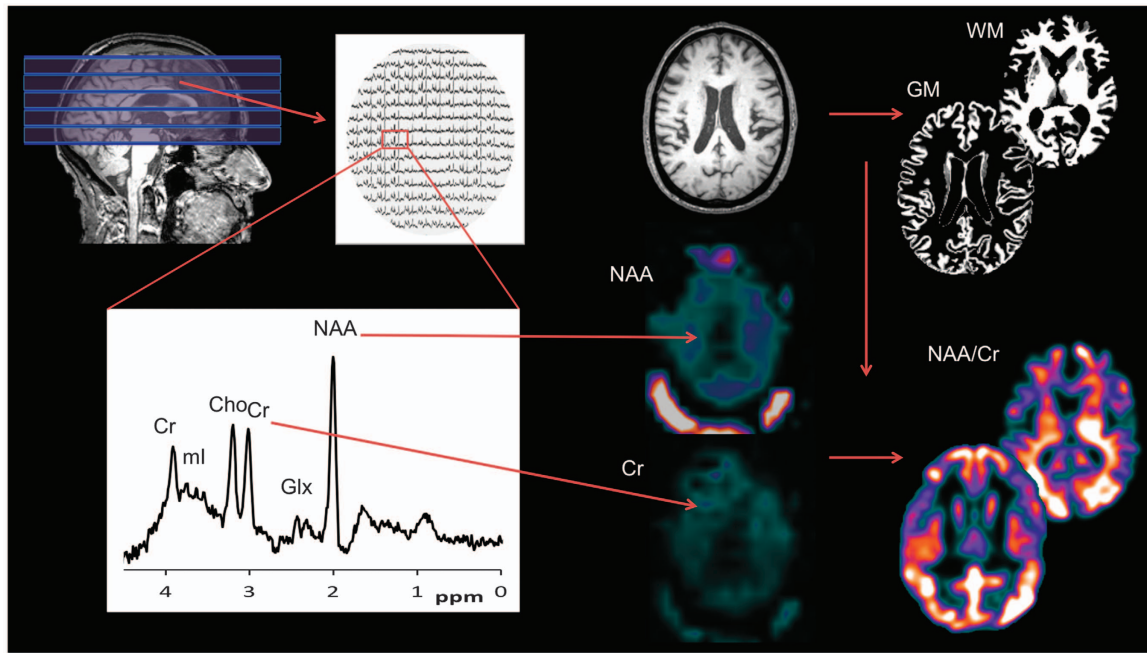 WM
GM
NAA
NAA/Cr
Cr
NAA
Cho Cr
Cr
mI
Glx
4 3 2 1 ppm 0